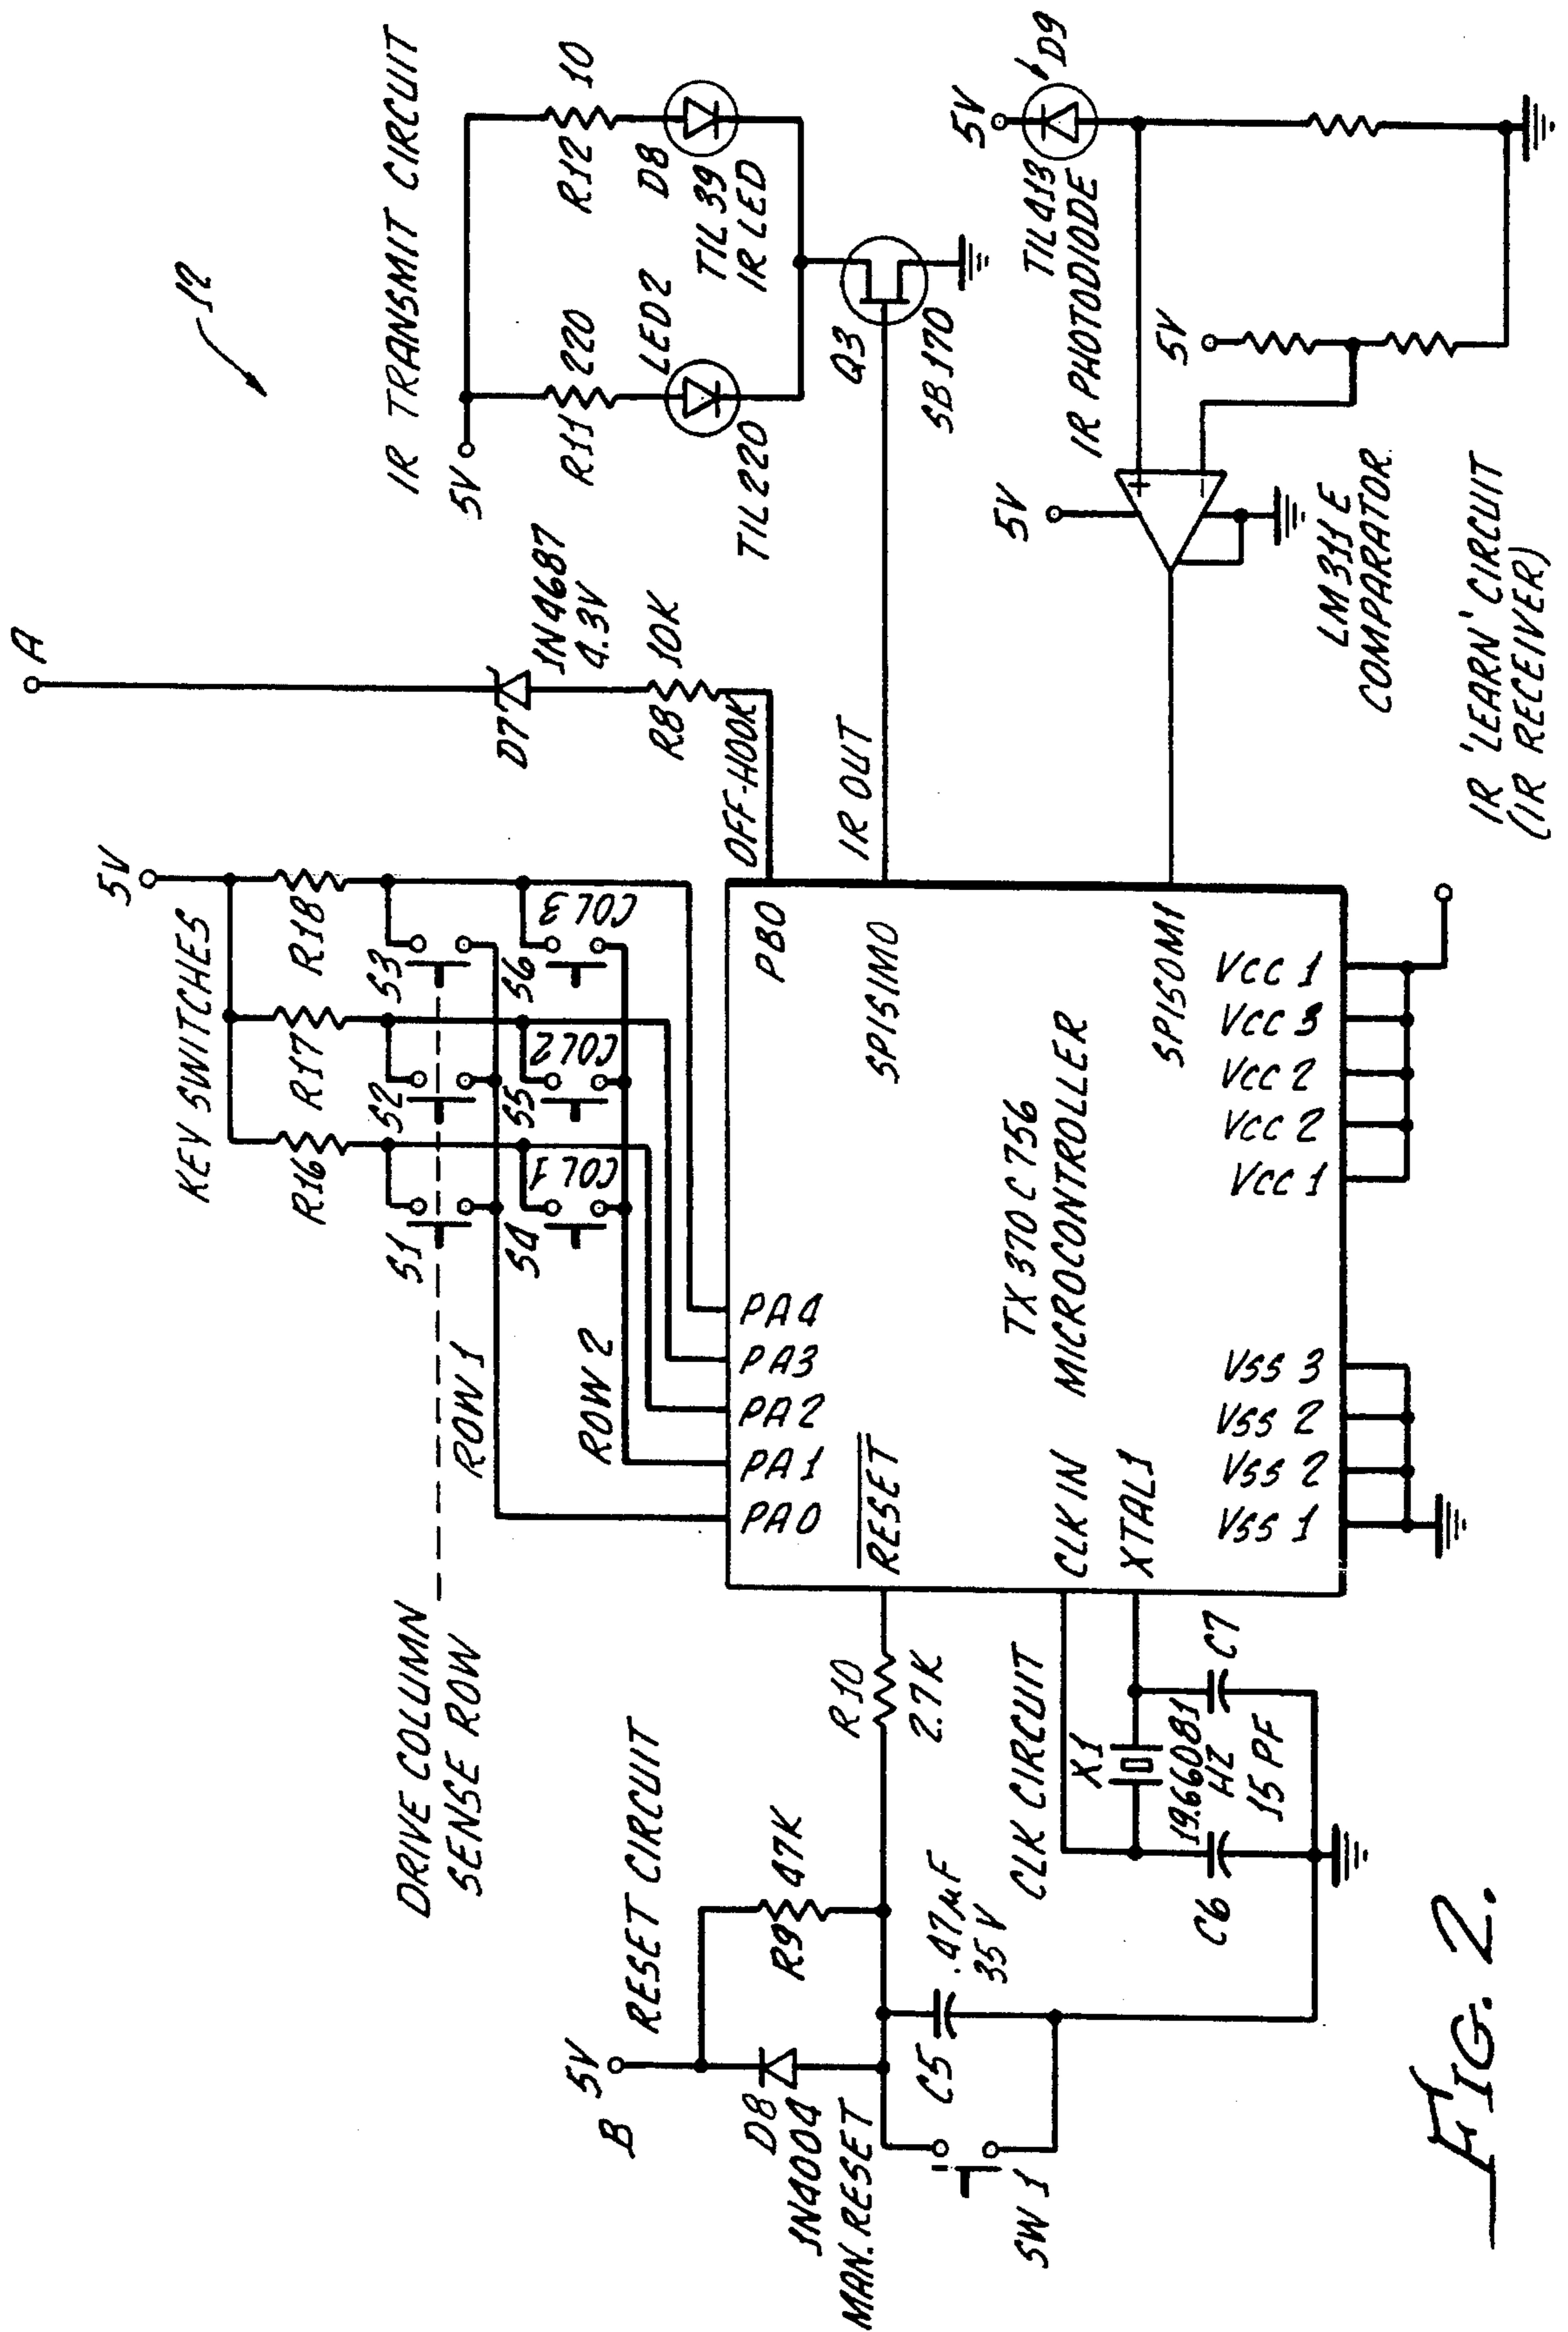 12
A
5V
KEY SWITCHES
R16
R17
R18
S1
S2
S3
DRIVE COLUMN
SENSE ROW
ROW 1
S4
S5
S6
COL 1
COL 2
COL 3
ROW 2
D7
1N4687
4.3V
R8
10K
OFF-HOOK
IR TRANSMIT CIRCUIT
5V
R11
220
R12
10
LED2
TIL220
D8
TIL39
IR LED
Q3
SB170
IR OUT
B
5V
RESET CIRCUIT
D8
1N4004
R9
47K
MAN. RESET
R10
2.7K
C5
.47μF
35V
SW 1
PA0
PA1
PA2
PA3
PA4
PB0
RESET
SPISIMO
CLK IN
XTAL1
TX 370 C 756
MICROCONTROLLER
SPISOMI
VSS 1
VSS 2
VSS 2
VSS 3
VCC 1
VCC 2
VCC 2
VCC 3
VCC 1
CLK CIRCUIT
X1
19.66081
HZ
15 PF
C6
C7
5V
D9
TIL413
IR PHOTODIODE
5V
5V
+
−
LM311 E
COMPARATOR
IR 'LEARN' CIRCUIT
(IR RECEIVER)
FIG. 2.